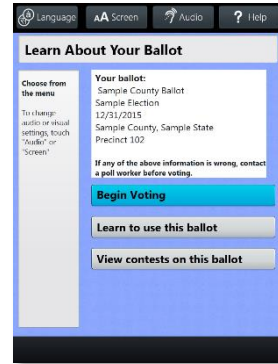 Language
AA Screen
Audio
? Help
Learn About Your Ballot
Choose from
the menu
To change
audio or visual
settings, touch
"Audio" or
"Screen"
Your ballot:
Sample County Ballot
Sample Election
12/31/2015
Sample County, Sample State
Precinct 102
If any of the above information is wrong, contact
a poll worker before voting.
Begin Voting
Learn to use this ballot
View contests on this ballot